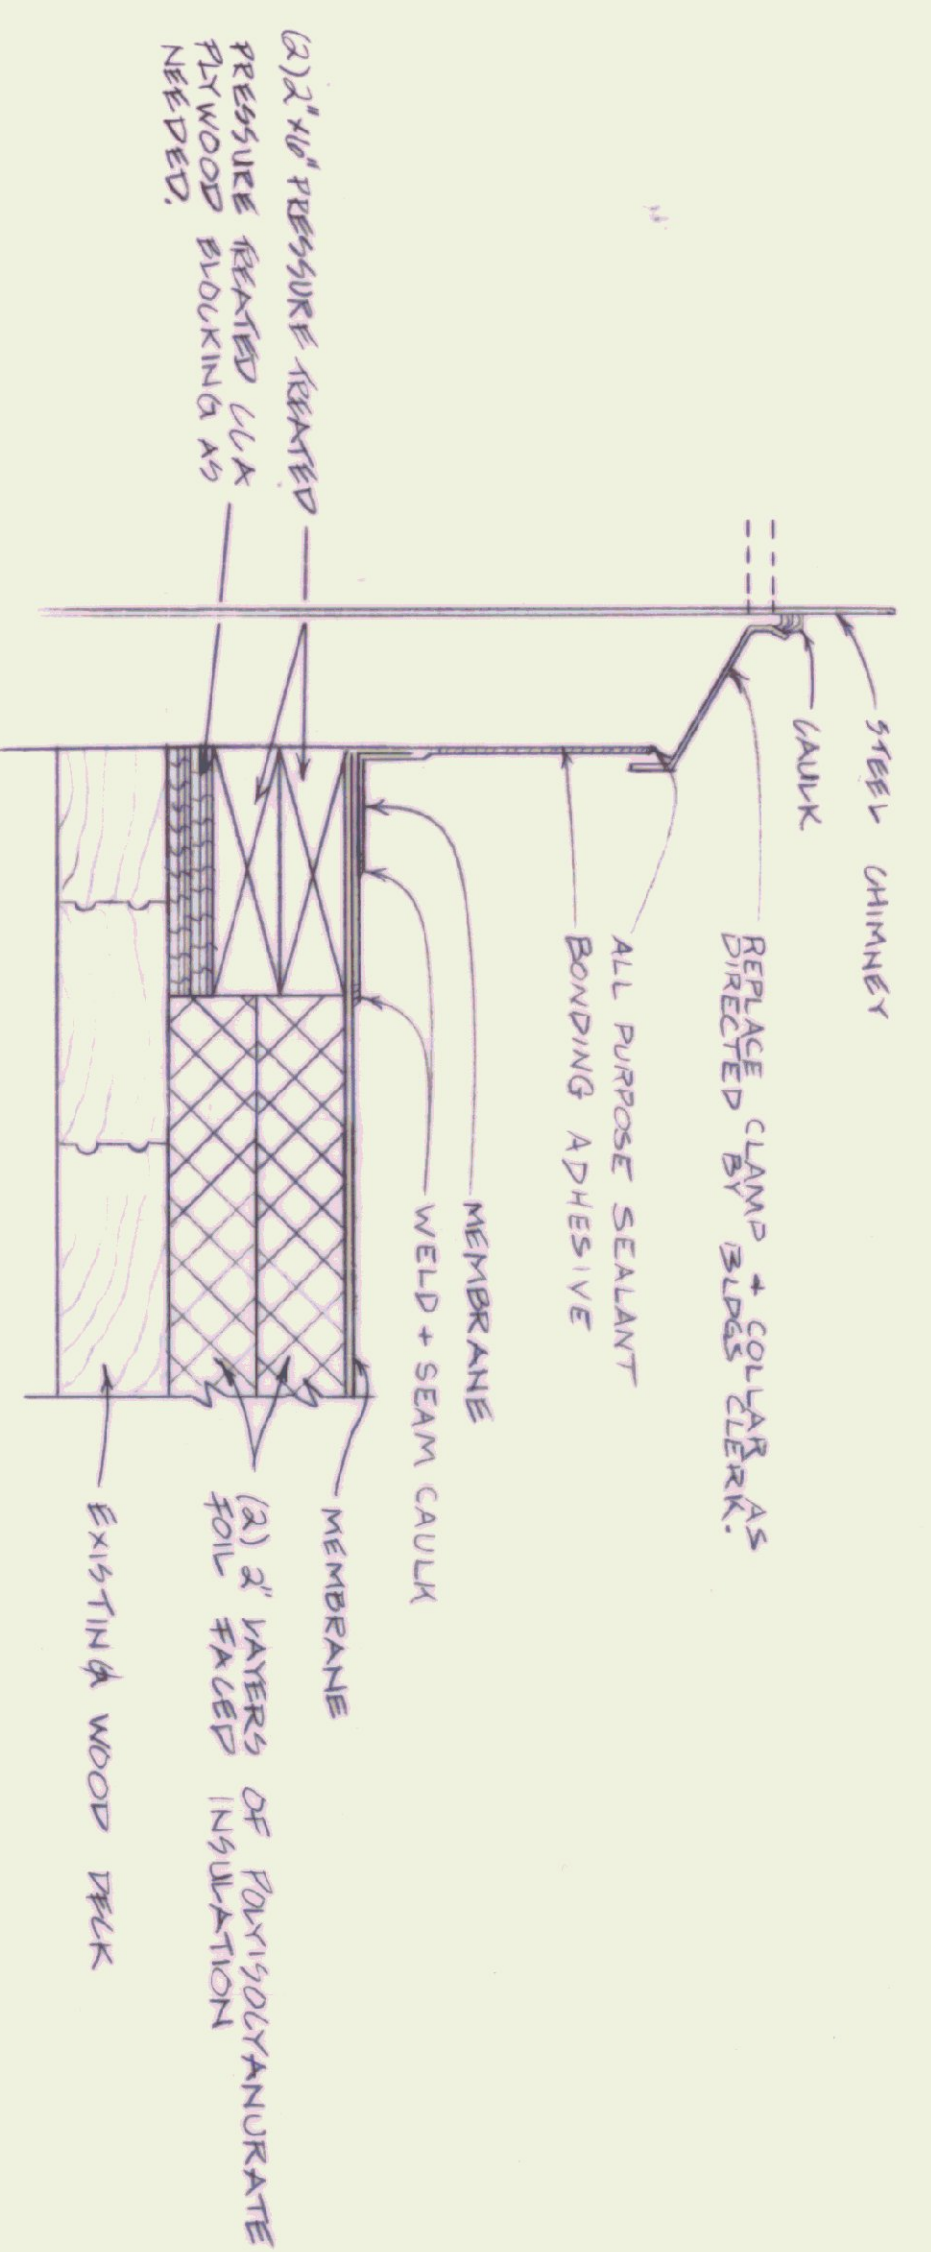 STEEL CHIMNEY
CAULK
REPLACE CLAMP + COLLAR AS
DIRECTED BY BLDGS CLERK.
ALL PURPOSE SEALANT
BONDING ADHESIVE
MEMBRANE
WELD + SEAM CAULK
(2) 2"x6" PRESSURE TREATED
PRESSURE TREATED CCA
PLYWOOD BLOCKING AS
NEEDED.
MEMBRANE
(2) 2" LAYERS OF POLYISOCYANURATE
FOIL FACED INSULATION
EXISTING WOOD DECK